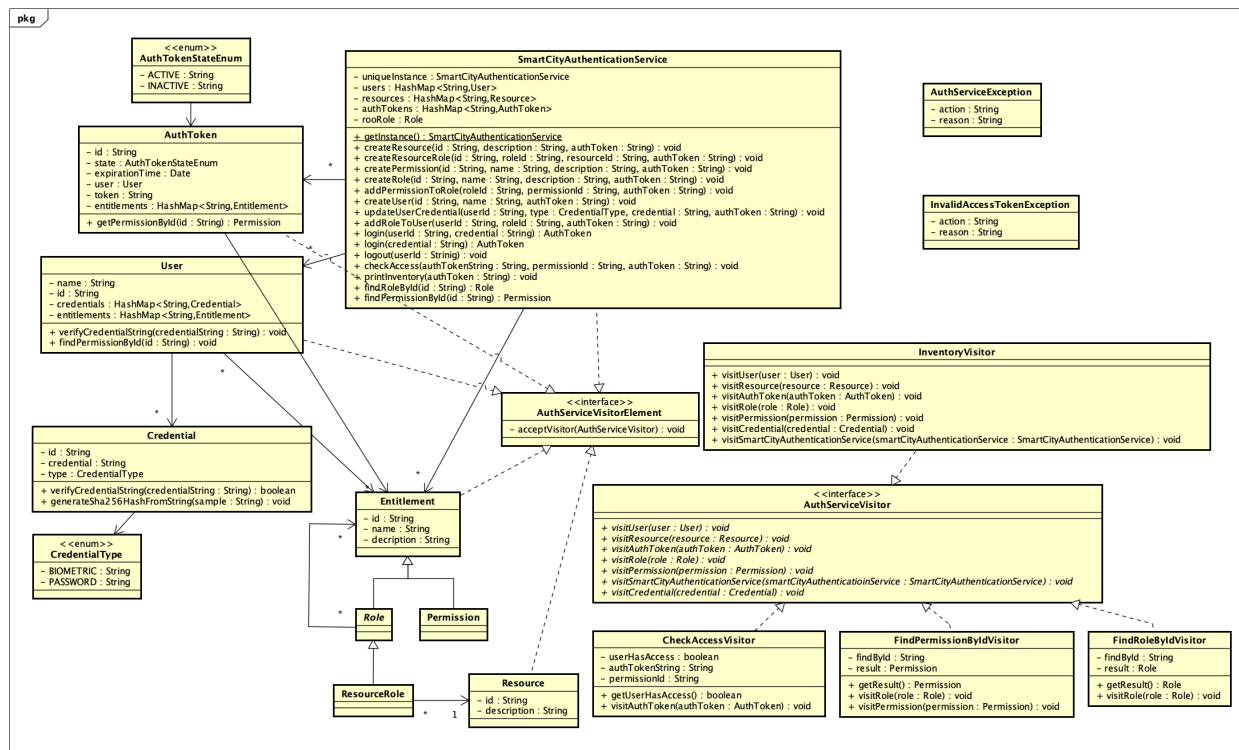 pkg
<<enum>>
AuthTokenStateEnum
– ACTIVE : String
– INACTIVE : String
AuthToken
– id : String
– state : AuthTokenStateEnum
– expirationTime : Date
– user : User
– token : String
– entitlements : HashMap<String,Entitlement>
+ getPermissionById(id : String) : Permission
SmartCityAuthenticationService
– uniqueInstance : SmartCityAuthenticationService
– users : HashMap<String,User>
– resources : HashMap<String,Resource>
– authTokens : HashMap<String,AuthToken>
– rooRole : Role
+ getInstance() : SmartCityAuthenticationService
+ createResource(id : String, description : String, authToken : String) : void
+ createResourceRole(id : String, roleId : String, resourceId : String, authToken : String) : void
+ createPermission(id : String, name : String, description : String, authToken : String) : void
+ createRole(id : String, name : String, description : String, authToken : String) : void
+ addPermissionToRole(roleId : String, permissionId : String, authToken : String) : void
+ createUser(id : String, name : String, authToken : String) : void
+ updateUserCredential(userId : String, type : CredentialType, credential : String, authToken : String) : void
+ addRoleToUser(userId : String, roleId : String, authToken : String) : void
+ login(userId : String, credential : String) : AuthToken
+ login(credential : String) : AuthToken
+ logout(userId : String) : void
+ checkAccess(authTokenString : String, permissionId : String, authToken : String) : void
+ printInventory(authToken : String) : void
+ findRoleById(id : String) : Role
+ findPermissionById(id : String) : Permission
AuthServiceException
– action : String
– reason : String
InvalidAccessTokenException
– action : String
– reason : String
*
*
User
– name : String
– id : String
– credentials : HashMap<String,Credential>
– entitlements : HashMap<String,Entitlement>
+ verifyCredentialString(credentialString : String) : void
+ findPermissionById(id : String) : void
*
*
Credential
– id : String
– credential : String
– type : CredentialType
+ verifyCredentialString(credentialString : String) : boolean
+ generateSha256HashFromString(sample : String) : void
<<enum>>
CredentialType
– BIOMETRIC : String
– PASSWORD : String
<<interface>>
AuthServiceVisitorElement
– acceptVisitor(AuthServiceVisitor) : void
InventoryVisitor
+ visitUser(user : User) : void
+ visitResource(resource : Resource) : void
+ visitAuthToken(authToken : AuthToken) : void
+ visitRole(role : Role) : void
+ visitPermission(permission : Permission) : void
+ visitCredential(credential : Credential) : void
+ visitSmartCityAuthenticationService(smartCityAuthenticationService : SmartCityAuthenticationService) : void
*
*
Entitlement
– id : String
– name : String
– decription : String
*
*
Role
Permission
ResourceRole
*
1
Resource
– id : String
– description : String
<<interface>>
AuthServiceVisitor
+ visitUser(user : User) : void
+ visitResource(resource : Resource) : void
+ visitAuthToken(authToken : AuthToken) : void
+ visitRole(role : Role) : void
+ visitPermission(permission : Permission) : void
+ visitSmartCityAuthenticationService(smartCityAuthenticatioinService : SmartCityAuthenticationService) : void
+ visitCredential(credential : Credential) : void
CheckAccessVisitor
– userHasAccess : boolean
– authTokenString : String
– permissionId : String
+ getUserHasAccess() : boolean
+ visitAuthToken(authToken : AuthToken) : void
FindPermissionByIdVisitor
– findById : String
– result : Permission
+ getResult() : Permission
+ visitRole(role : Role) : void
+ visitPermission(permission : Permission) : void
FindRoleByIdVisitor
– findById : String
– result : Role
+ getResult() : Role
+ visitRole(role : Role) : void